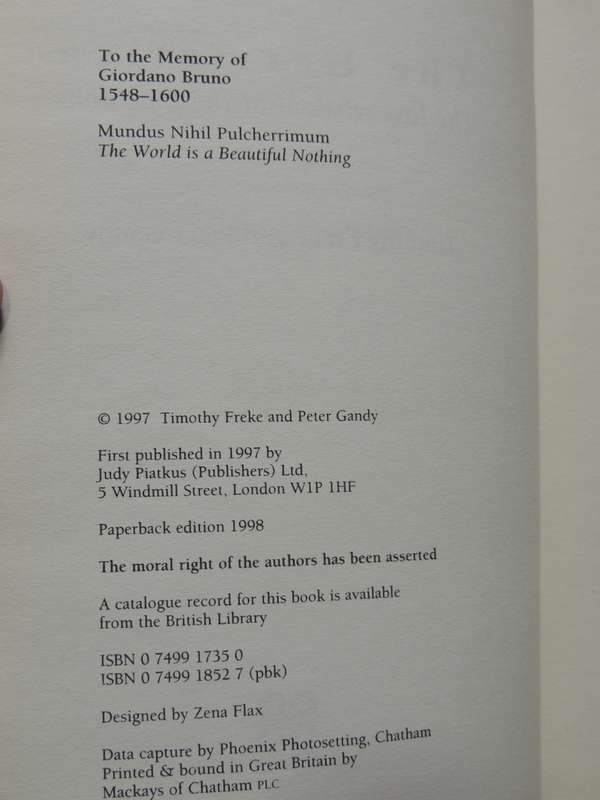 To the Memory of
Giordano Bruno
1548–1600
Mundus Nihil Pulcherrimum
The World is a Beautiful Nothing
© 1997 Timothy Freke and Peter Gandy
First published in 1997 by
Judy Piatkus (Publishers) Ltd,
5 Windmill Street, London W1P 1HF
Paperback edition 1998
The moral right of the authors has been asserted
A catalogue record for this book is available
from the British Library
ISBN 0 7499 1735 0
ISBN 0 7499 1852 7 (pbk)
Designed by Zena Flax
Data capture by Phoenix Photosetting, Chatham
Printed & bound in Great Britain by
Mackays of Chatham PLC